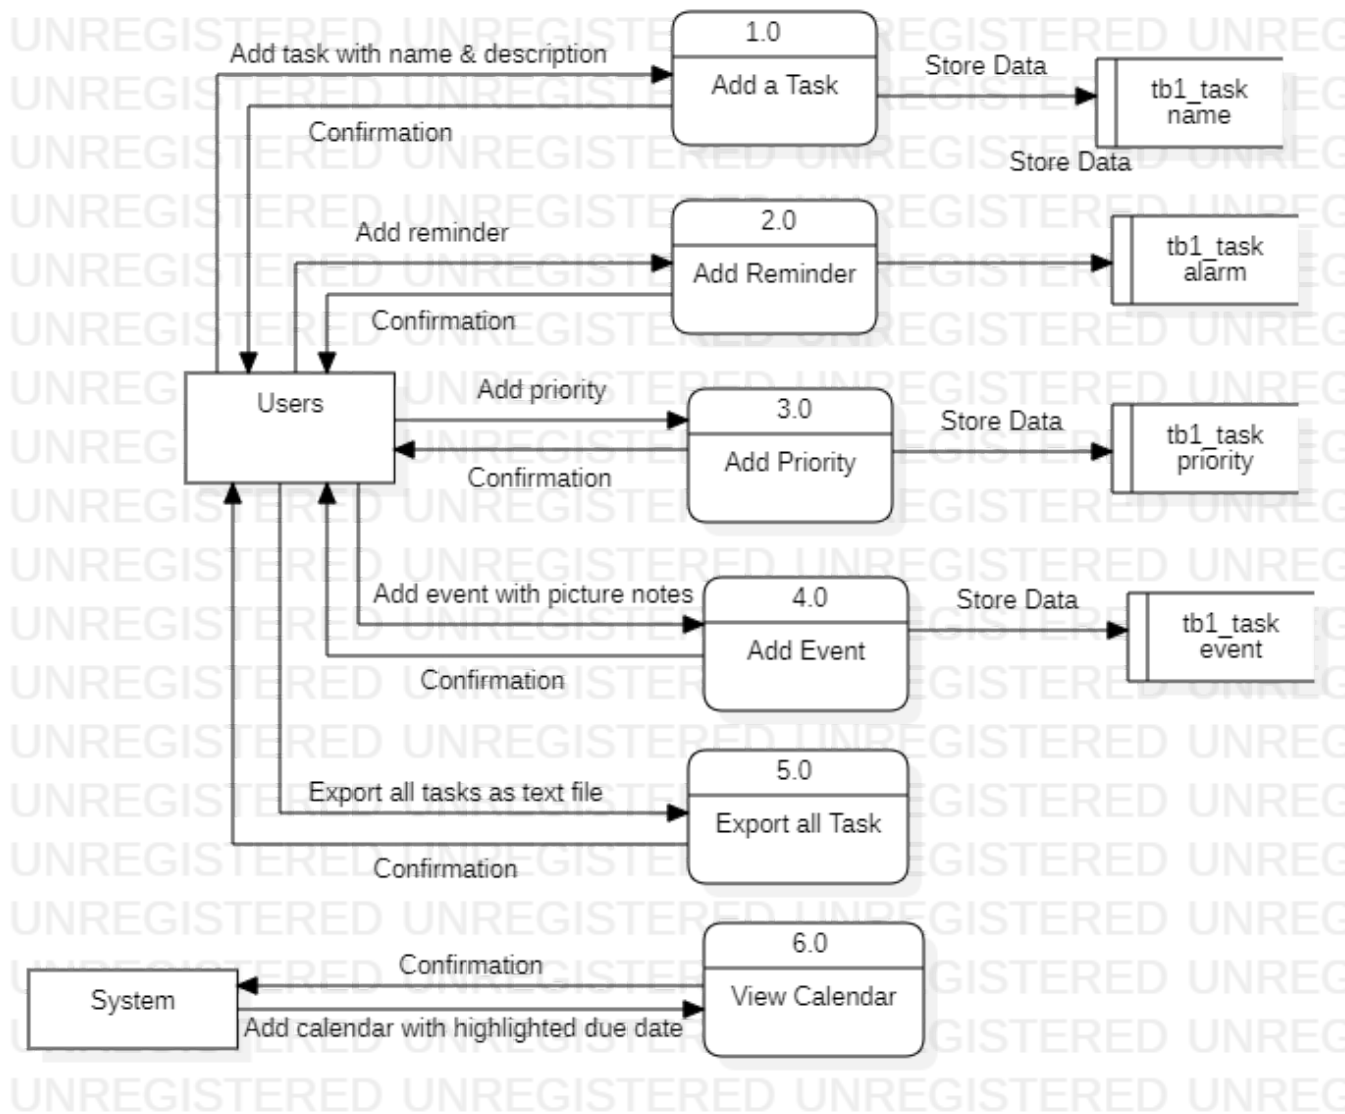 1.0
Add task with name & description
Add a Task
Store Data
tb1_task
name
Confirmation
Store Data
2.0
Add reminder
Add Reminder
tb1_task
alarm
Confirmation
Users
Add priority
3.0
Add Priority
Store Data
tb1_task
priority
Confirmation
Add event with picture notes
4.0
Add Event
Store Data
tb1_task
event
Confirmation
5.0
Export all tasks as text file
Export all Task
Confirmation
6.0
Confirmation
System
View Calendar
Add calendar with highlighted due date
UNREGISTERED